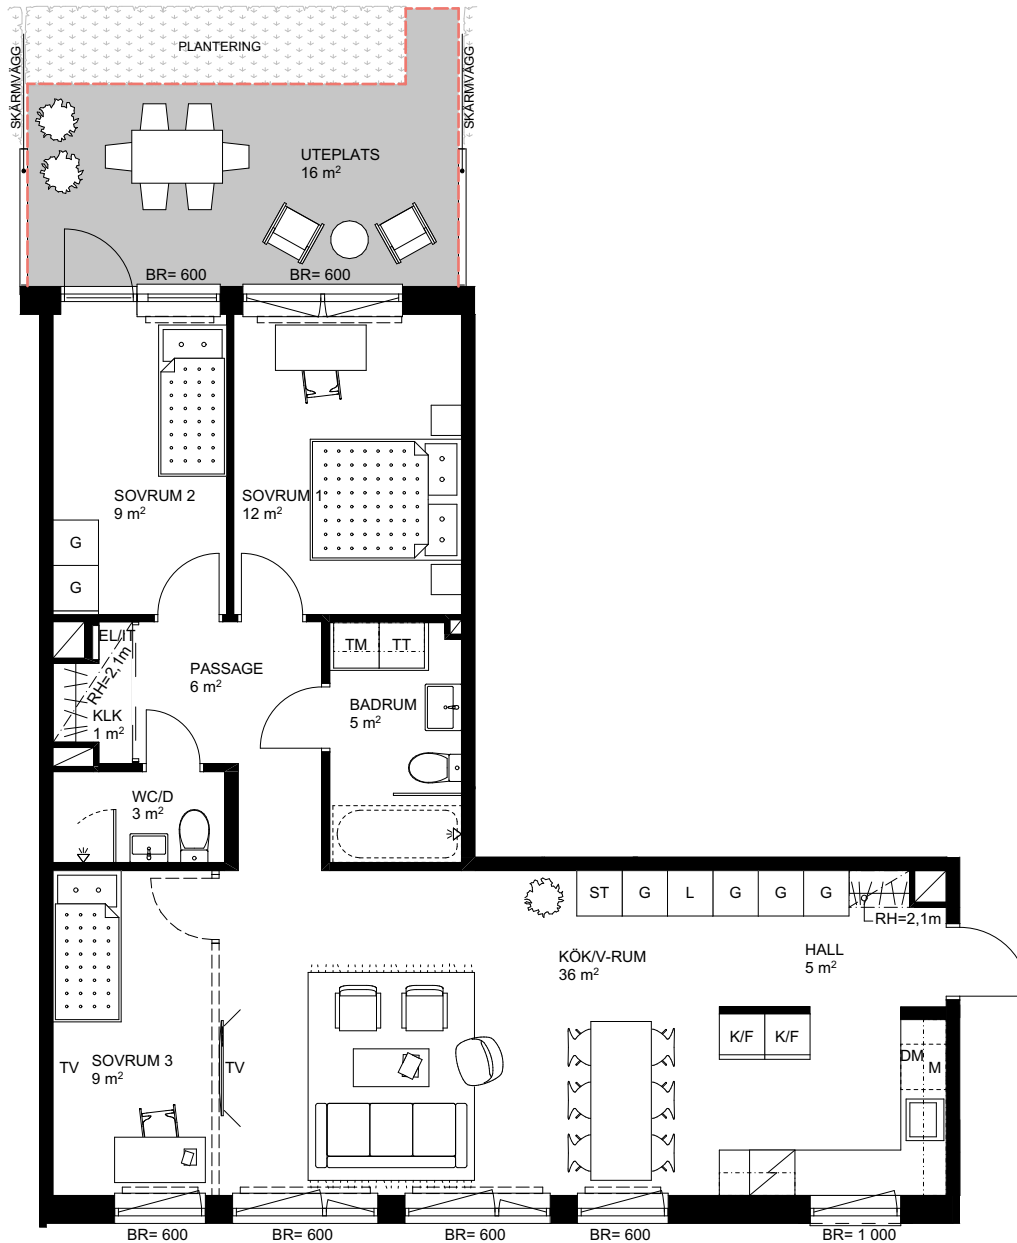 PLANTERING
SKÄRMVÄGG
SKÄRMVÄGG
UTEPLATS
16 m²
BR= 600
BR= 600
SOVRUM 2
9 m²
SOVRUM 1
12 m²
G
G
EL/IT
RH=2,1m
KLK
1 m²
PASSAGE
6 m²
TM
TT
BADRUM
5 m²
WC/D
3 m²
ST
G
L
G
G
G
RH=2,1m
KÖK/V-RUM
36 m²
HALL
5 m²
K/F
K/F
DM
M
TV
SOVRUM 3
9 m²
TV
BR= 600
BR= 600
BR= 600
BR= 600
BR= 1 000